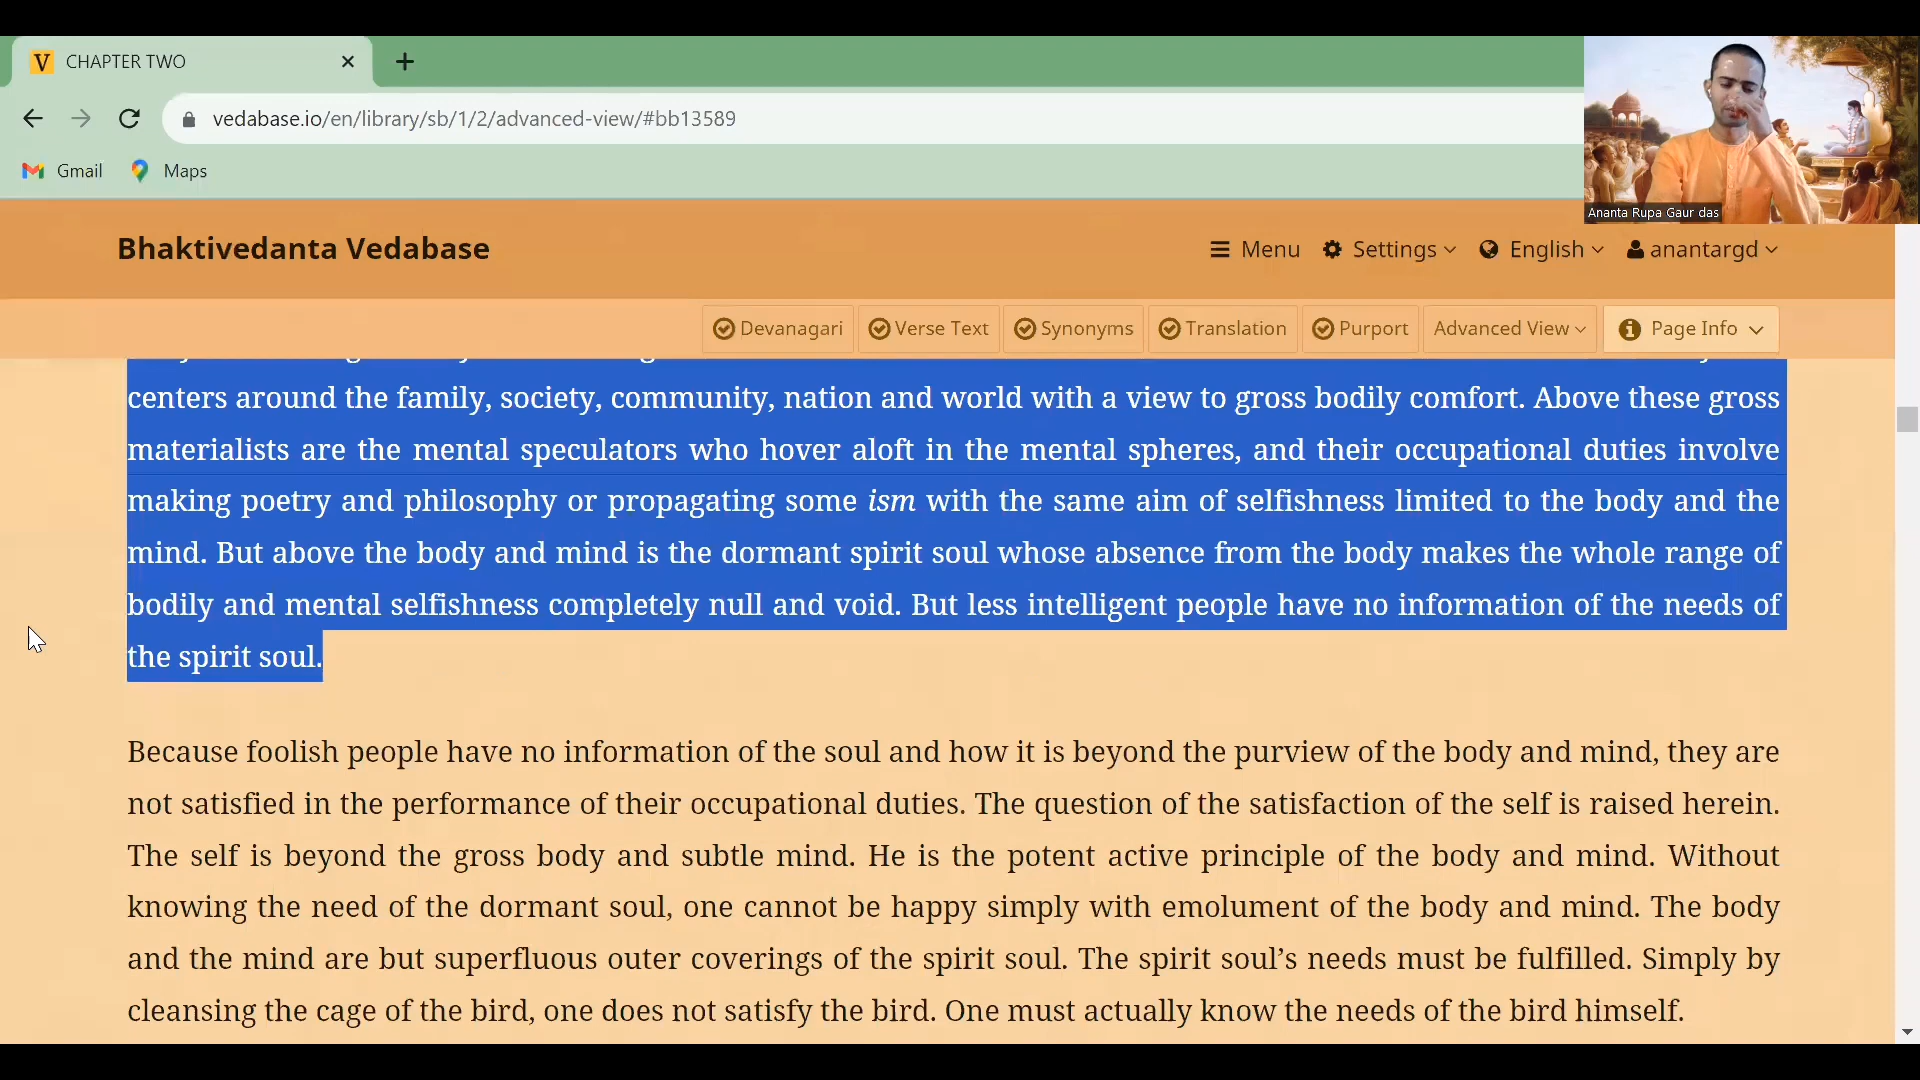 V CHAPTER TWO
vedabase.io/en/library/sb/1/2/advanced-view/#bb13589
Gmail Maps
Ananta Rupa Gaur das
Bhaktivedanta Vedabase
Menu Settings English anantargd
Devanagari Verse Text Synonyms Translation Purport Advanced View Page Info
centers around the family, society, community, nation and world with a view to gross bodily comfort. Above these gross
materialists are the mental speculators who hover aloft in the mental spheres, and their occupational duties involve
making poetry and philosophy or propagating some ism with the same aim of selfishness limited to the body and the
mind. But above the body and mind is the dormant spirit soul whose absence from the body makes the whole range of
bodily and mental selfishness completely null and void. But less intelligent people have no information of the needs of
the spirit soul.
Because foolish people have no information of the soul and how it is beyond the purview of the body and mind, they are
not satisfied in the performance of their occupational duties. The question of the satisfaction of the self is raised herein.
The self is beyond the gross body and subtle mind. He is the potent active principle of the body and mind. Without
knowing the need of the dormant soul, one cannot be happy simply with emolument of the body and mind. The body
and the mind are but superfluous outer coverings of the spirit soul. The spirit soul’s needs must be fulfilled. Simply by
cleansing the cage of the bird, one does not satisfy the bird. One must actually know the needs of the bird himself.